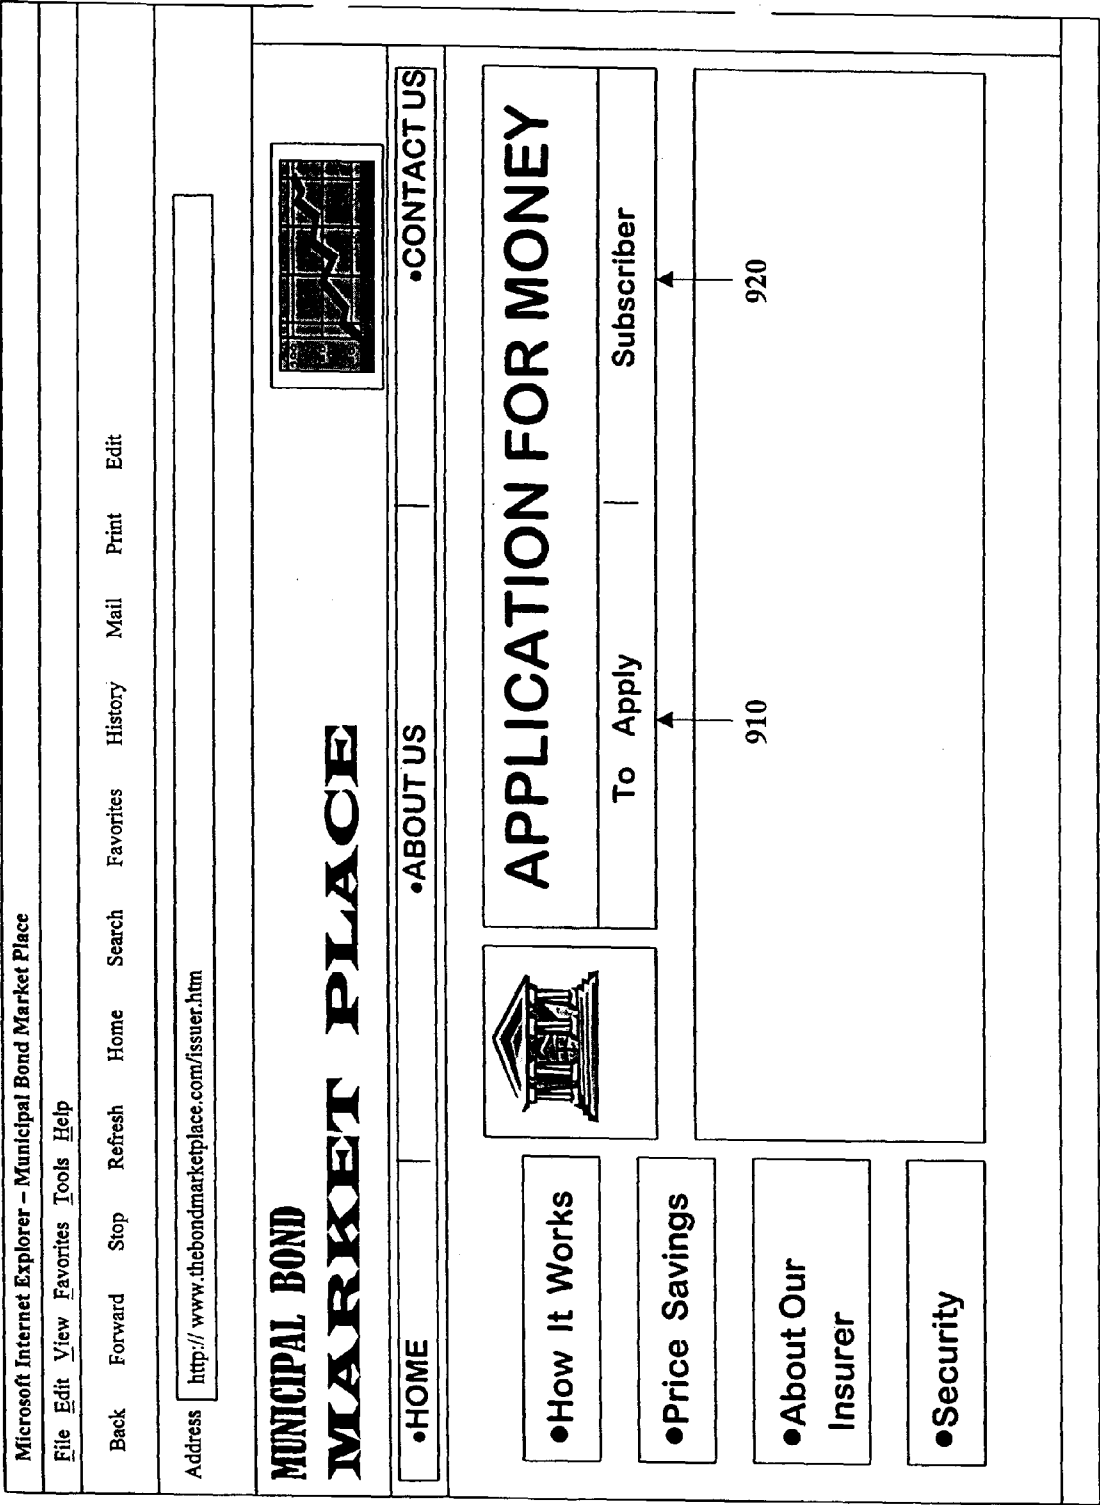 Microsoft Internet Explorer – Municipal Bond Market Place
File Edit View Favorites Tools Help
Back Forward Stop Refresh Home Search Favorites History Mail Print Edit
Address http:// www.thebondmarketplace.com/issuer.htm
MUNICIPAL BOND
MARKET PLACE
•HOME •ABOUT US •CONTACT US
APPLICATION FOR MONEY
To Apply | Subscriber
910 920
•How It Works
•Price Savings
•About Our
Insurer
•Security